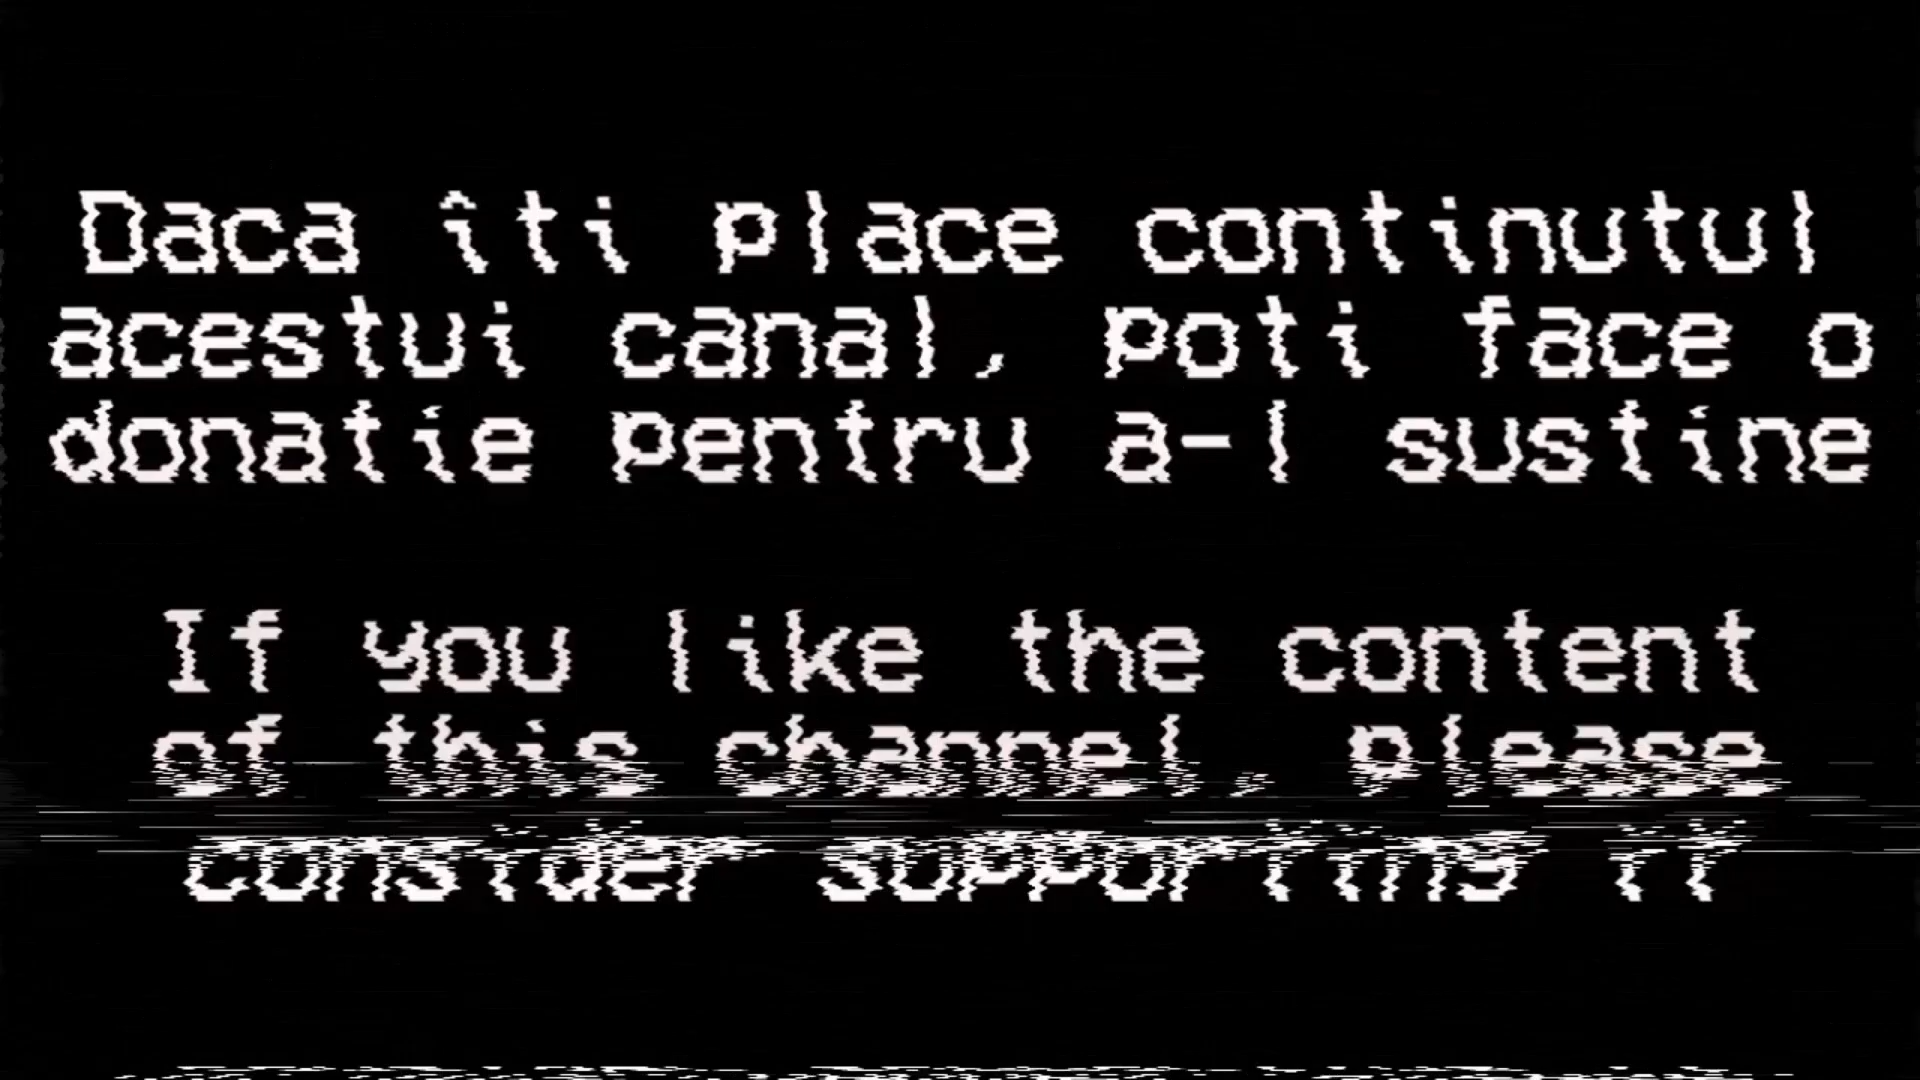 Daca îti place continutul
acestui canal, poti face o
donatie pentru a-l sustine
If you like the content
of this channel, please
consider supporting it